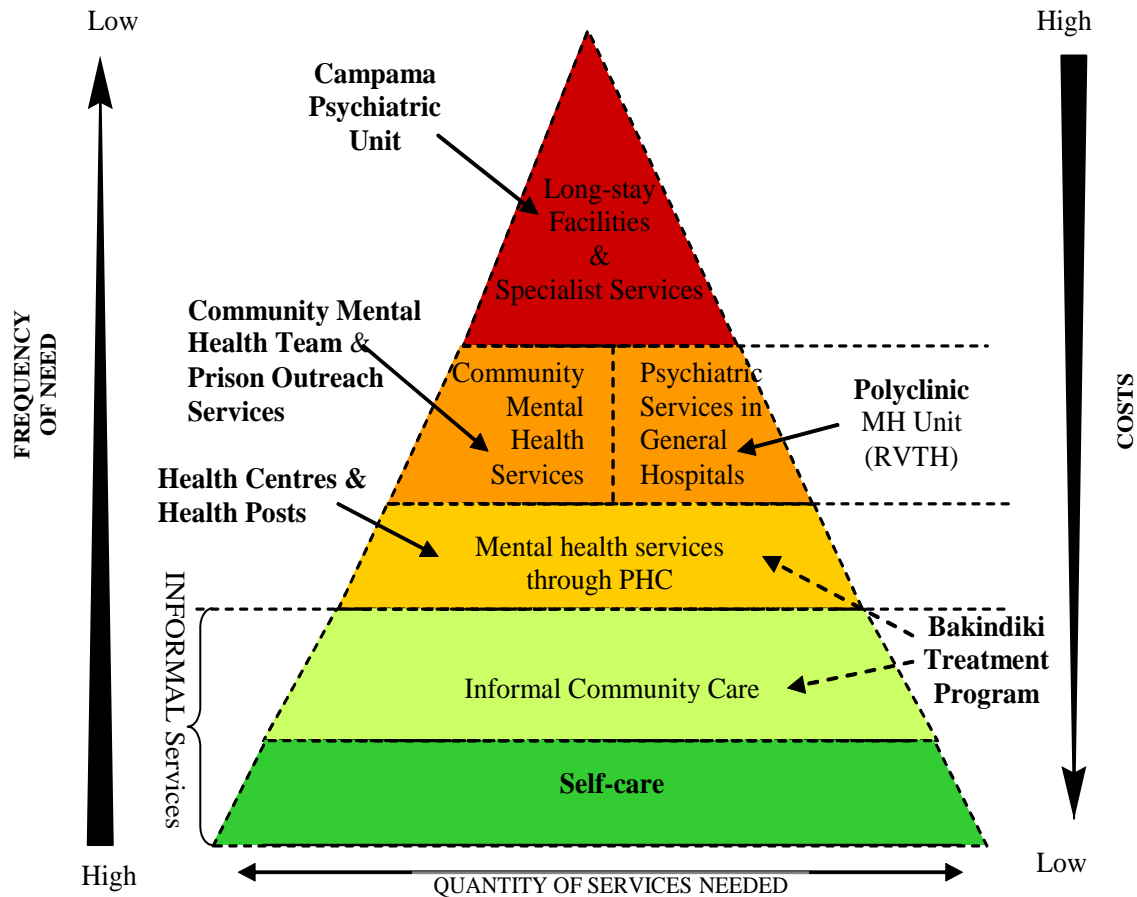 Low
High
Campama
Psychiatric
Unit
Long-stay
Facilities
&
Specialist Services
Community Mental
Health Team &
Prison Outreach
Services
Community
Mental
Health
Services
Psychiatric
Services in
General
Hospitals
Polyclinic
MH Unit
(RVTH)
FREQUENCY
OF NEED
COSTS
Health Centres &
Health Posts
Mental health services
through PHC
INFORMAL Services
Informal Community Care
Bakindiki
Treatment
Program
Self-care
High
Low
QUANTITY OF SERVICES NEEDED